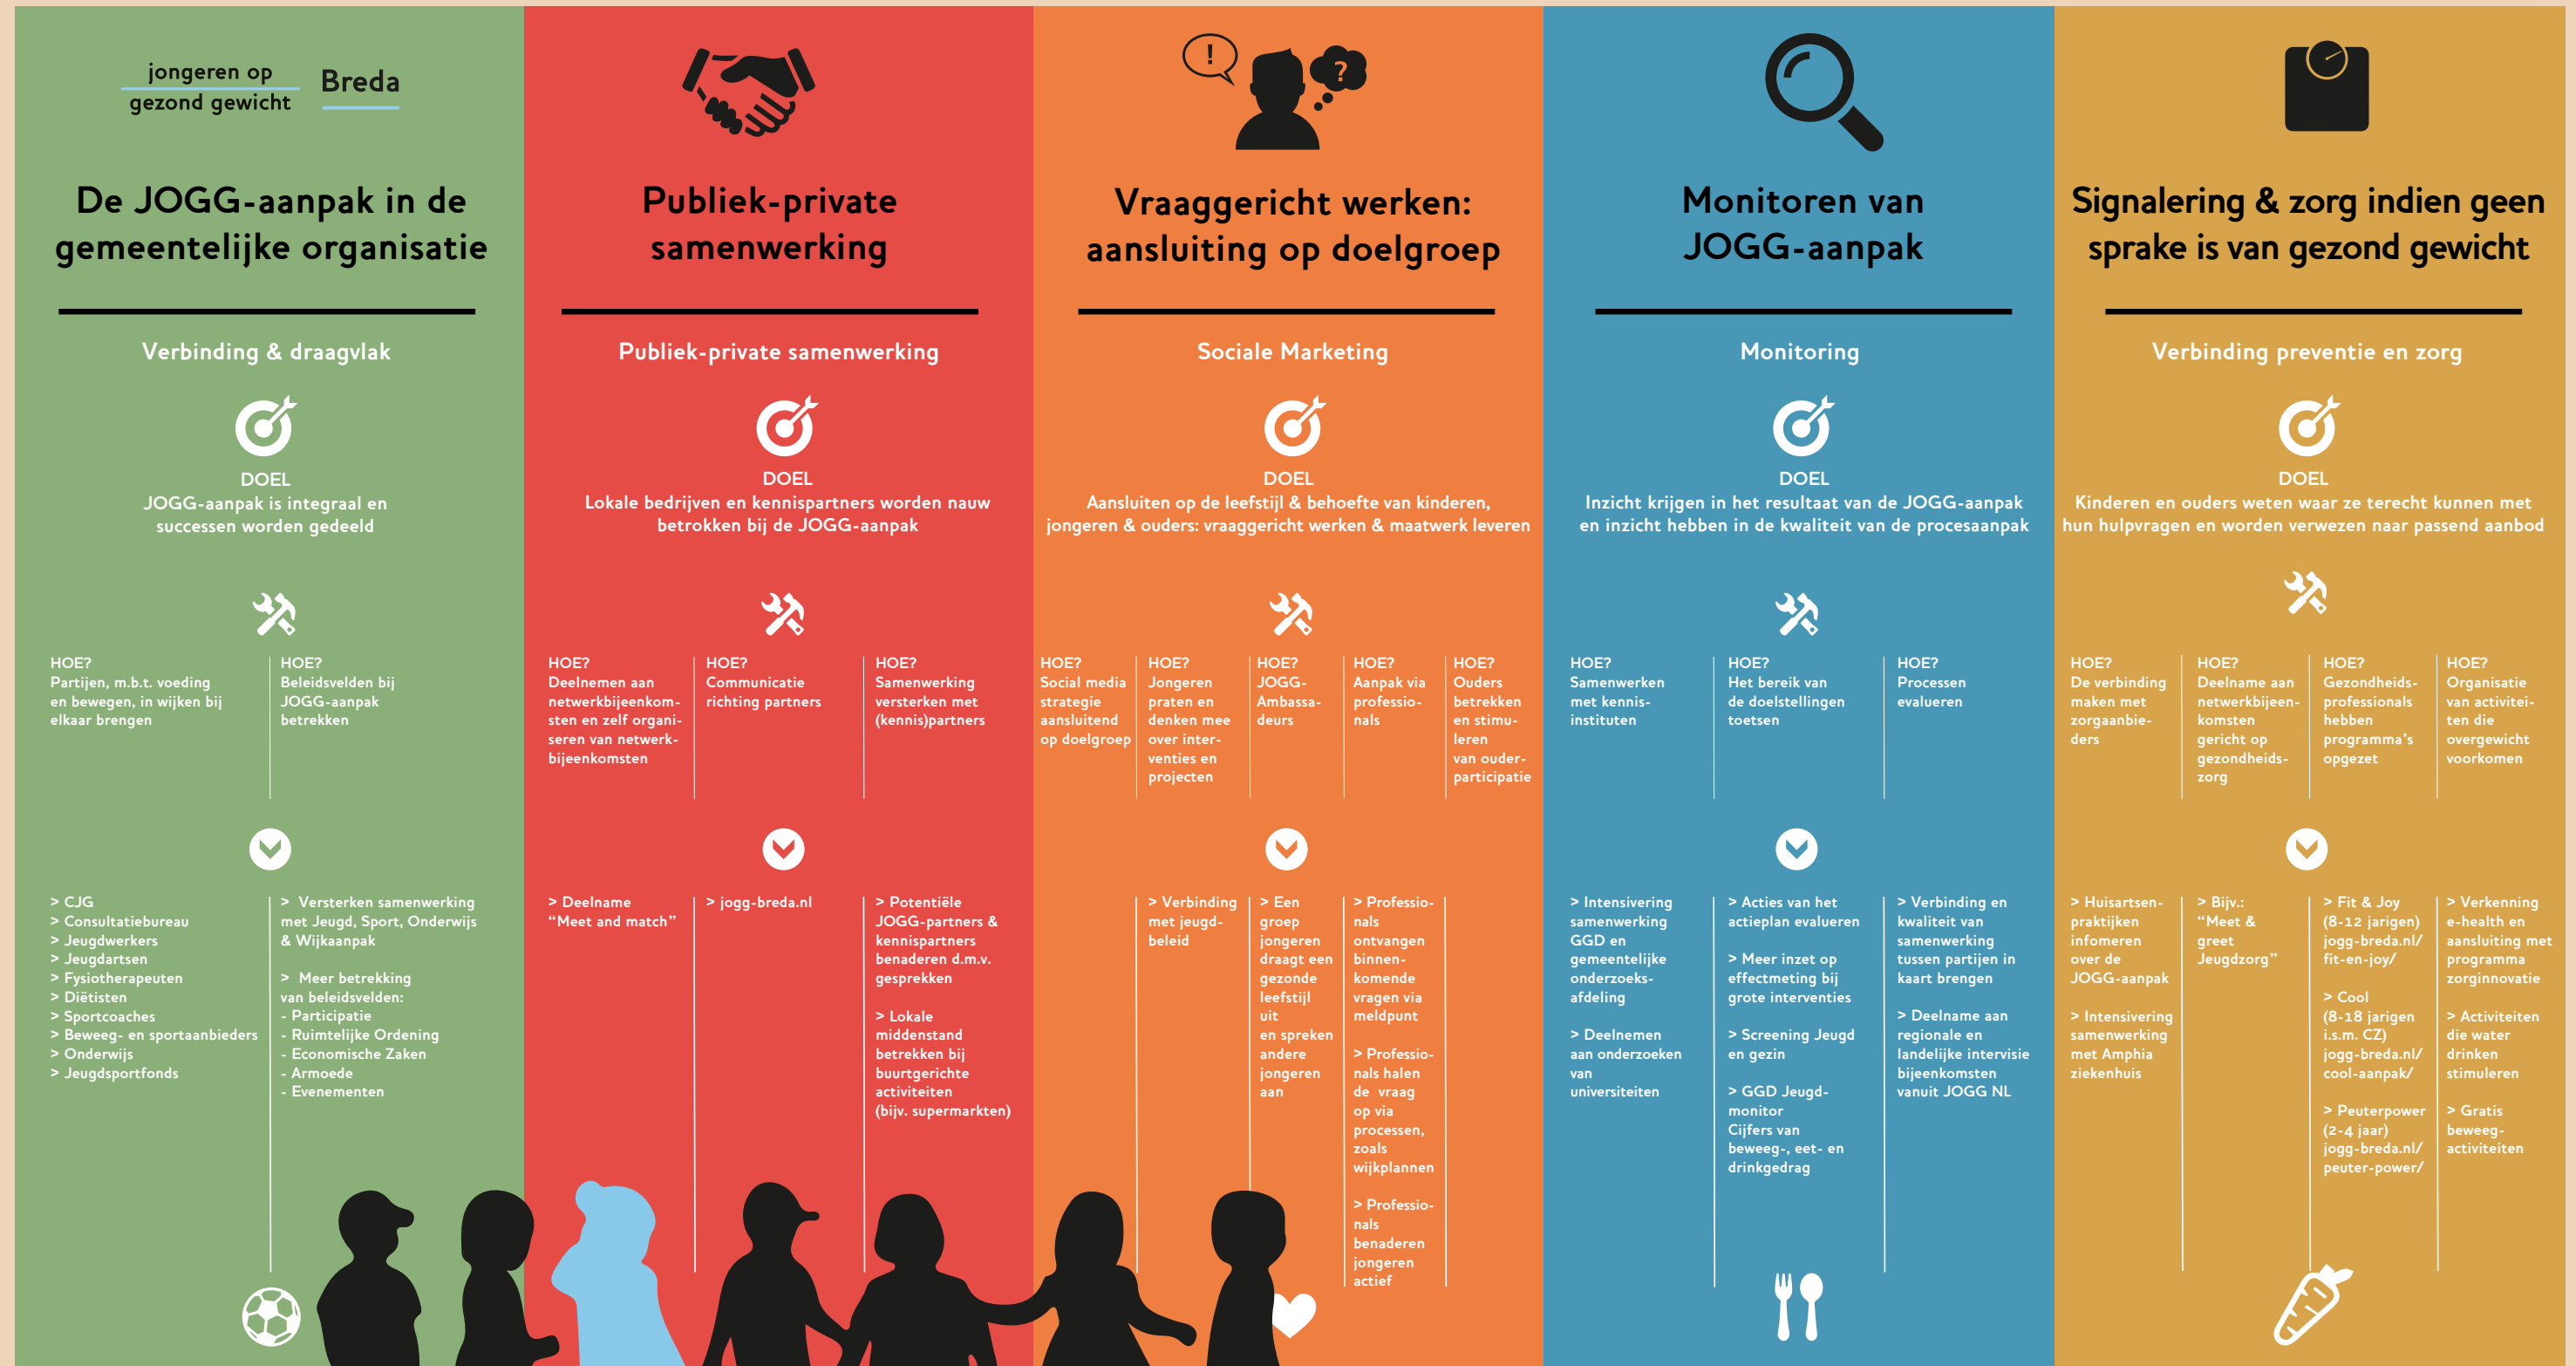 jongeren op
gezond gewicht
Breda
De JOGG-aanpak in de
gemeentelijke organisatie
Verbinding & draagvlak
DOEL
JOGG-aanpak is integraal en
successen worden gedeeld
HOE?
Partijen, m.b.t. voeding
en bewegen, in wijken bij
elkaar brengen
HOE?
Beleidsvelden bij
JOGG-aanpak
betrekken
> CJG
> Consultatiebureau
> Jeugdwerkers
> Jeugdartsen
> Fysiotherapeuten
> Diëtisten
> Sportcoaches
> Beweeg- en sportaanbieders
> Onderwijs
> Jeugdsportfonds
> Versterken samenwerking
met Jeugd, Sport, Onderwijs
& Wijkaanpak
> Meer betrekking
van beleidsvelden:
- Participatie
- Ruimtelijke Ordening
- Economische Zaken
- Armoede
- Evenementen
Publiek-private
samenwerking
Publiek-private samenwerking
DOEL
Lokale bedrijven en kennispartners worden nauw
betrokken bij de JOGG-aanpak
HOE?
Deelnemen aan
netwerkbijeenkom-
sten en zelf organi-
seren van netwerk-
bijeenkomsten
HOE?
Communicatie
richting partners
HOE?
Samenwerking
versterken met
(kennis)partners
> Deelname
“Meet and match”
> jogg-breda.nl
> Potentiële
JOGG-partners &
kennispartners
benaderen d.m.v.
gesprekken
> Lokale
middenstand
betrekken bij
buurtgerichte
activiteiten
(bijv. supermarkten)
!
?
Vraaggericht werken:
aansluiting op doelgroep
Sociale Marketing
DOEL
Aansluiten op de leefstijl & behoefte van kinderen,
jongeren & ouders: vraaggericht werken & maatwerk leveren
HOE?
Social media
strategie
aansluitend
op doelgroep
HOE?
Jongeren
praten en
denken mee
over inter-
venties en
projecten
HOE?
JOGG-
Ambassa-
deurs
HOE?
Aanpak via
professio-
nals
HOE?
Ouders
betrekken
en stimu-
leren
van ouder-
participatie
> Verbinding
met jeugd-
beleid
> Een
groep
jongeren
draagt een
gezonde
leefstijl
uit
en spreken
andere
jongeren
aan
> Professio-
nals
ontvangen
binnen-
komende
vragen via
meldpunt
> Professio-
nals halen
de vraag
op via
processen,
zoals
wijkplannen
> Professio-
nals
benaderen
jongeren
actief
Monitoren van
JOGG-aanpak
Monitoring
DOEL
Inzicht krijgen in het resultaat van de JOGG-aanpak
en inzicht hebben in de kwaliteit van de procesaanpak
HOE?
Samenwerken
met kennis-
instituten
HOE?
Het bereik van
de doelstellingen
toetsen
HOE?
Processen
evalueren
> Intensivering
samenwerking
GGD en
gemeentelijke
onderzoeks-
afdeling
> Deelnemen
aan onderzoeken
van
universiteiten
> Acties van het
actieplan evalueren
> Meer inzet op
effectmeting bij
grote interventies
> Screening Jeugd
en gezin
> GGD Jeugd-
monitor
Cijfers van
beweeg-, eet- en
drinkgedrag
> Verbinding en
kwaliteit van
samenwerking
tussen partijen in
kaart brengen
> Deelname aan
regionale en
landelijke intervisie
bijeenkomsten
vanuit JOGG NL
Signalering & zorg indien geen
sprake is van gezond gewicht
Verbinding preventie en zorg
DOEL
Kinderen en ouders weten waar ze terecht kunnen met
hun hulpvragen en worden verwezen naar passend aanbod
HOE?
De verbinding
maken met
zorgaanbie-
ders
HOE?
Deelname aan
netwerkbijeen-
komsten
gericht op
gezondheids-
zorg
HOE?
Gezondheids-
professionals
hebben
programma's
opgezet
HOE?
Organisatie
van activitei-
ten die
overgewicht
voorkomen
> Huisartsen-
praktijken
infomeren
over de
JOGG-aanpak
> Intensivering
samenwerking
met Amphia
ziekenhuis
> Bijv.:
“Meet &
greet
Jeugdzorg”
> Fit & Joy
(8-12 jarigen)
jogg-breda.nl/
fit-en-joy/
> Cool
(8-18 jarigen
i.s.m. CZ)
jogg-breda.nl/
cool-aanpak/
> Peuterpower
(2-4 jaar)
jogg-breda.nl/
peuter-power/
> Verkenning
e-health en
aansluiting met
programma
zorginnovatie
> Activiteiten
die water
drinken
stimuleren
> Gratis
beweeg-
activiteiten